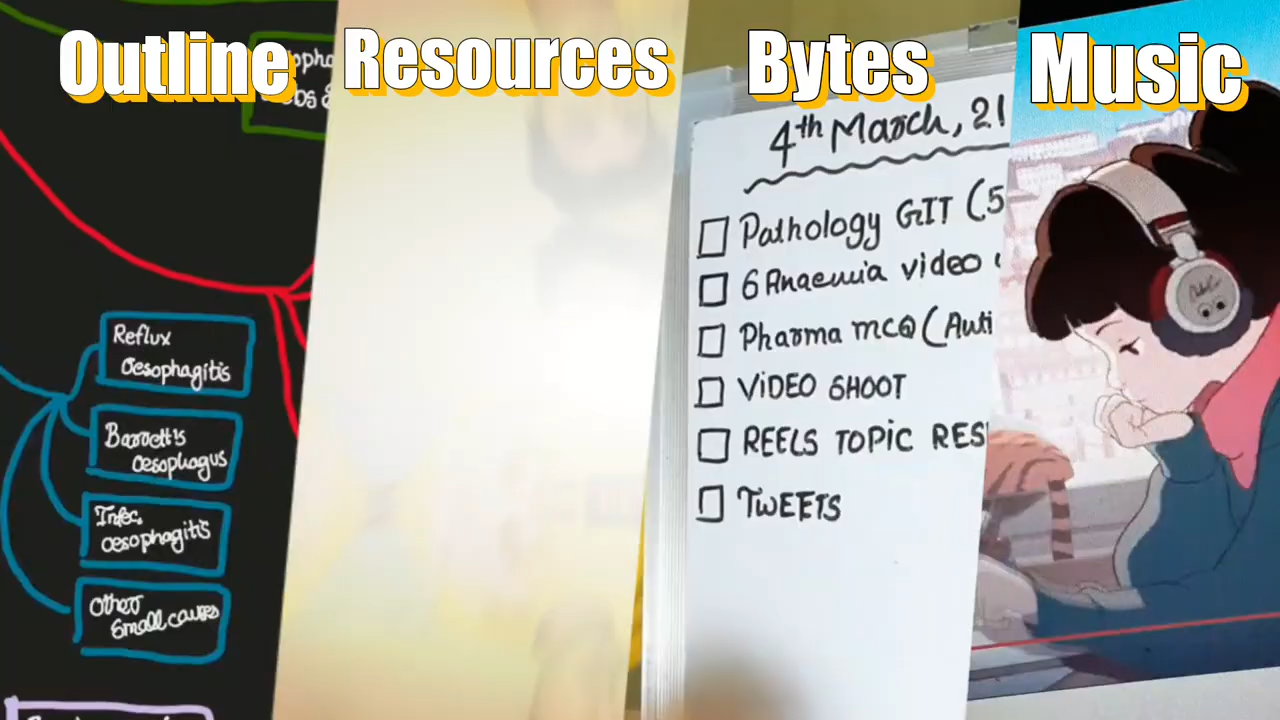 Outline
Resources
Bytes
Music
Reflux
Oesophagitis
Barrett's
Oesophagus
Infec.
oesophagitis
Other
Small causes
4th March, 21
Pathology GIT (5
6 Anaemia video
Pharma MCQ (Anti
VIDEO SHOOT
REELS TOPIC RES
TWEETS